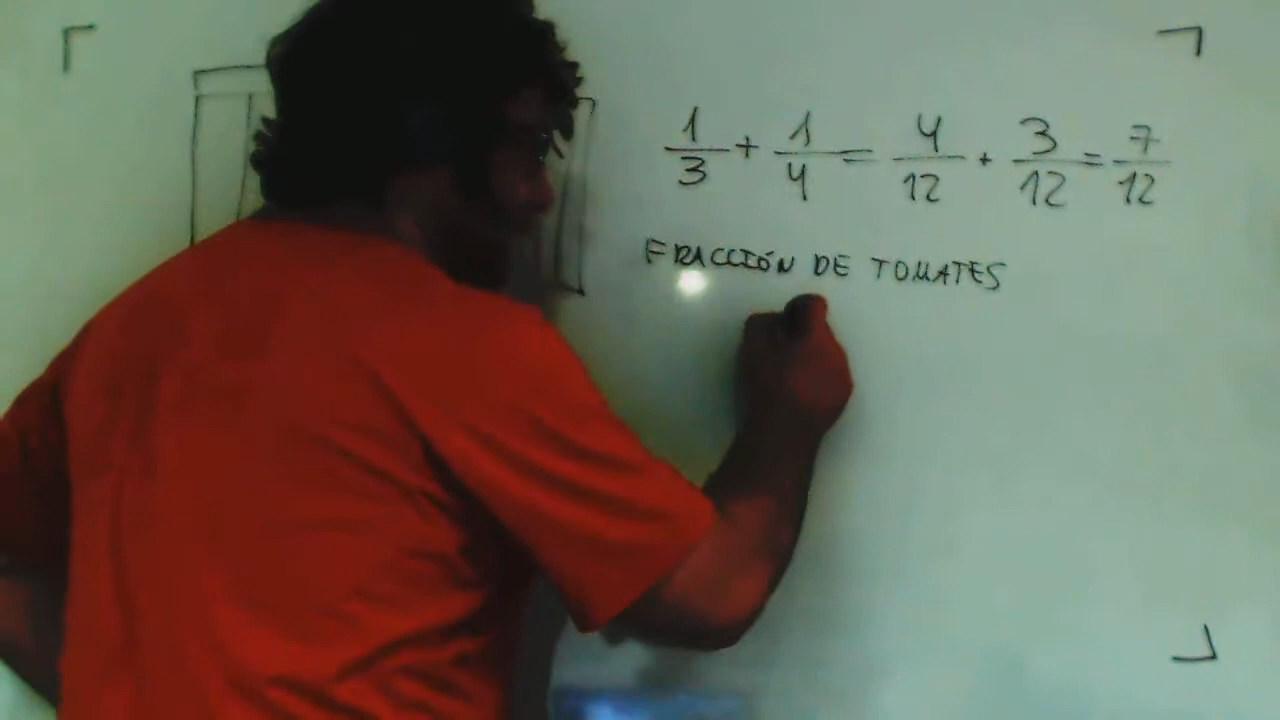 1/3 + 1/4 = 4/12 + 3/12 = 7/12
FRACCIÓN DE TOMATES